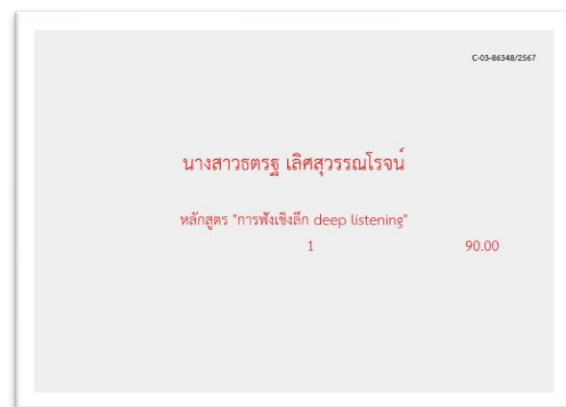 C-03-86348/2567
นางสาวธตรฐ เลิศสุวรรณโรจน์
หลักสูตร "การฟังเชิงลึก deep listening"
1 90.00